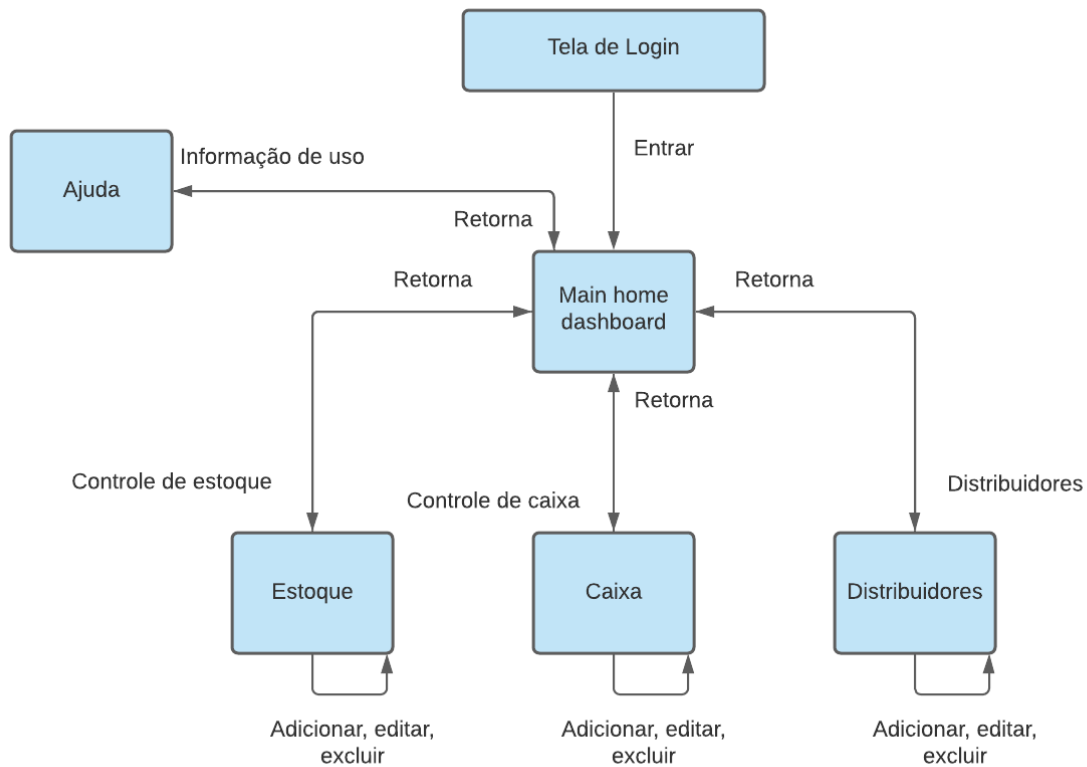 Tela de Login
Entrar
Informação de uso
Ajuda
Retorna
Retorna
Retorna
Main home
dashboard
Retorna
Controle de estoque
Controle de caixa
Distribuidores
Estoque
Caixa
Distribuidores
Adicionar, editar,
excluir
Adicionar, editar,
excluir
Adicionar, editar,
excluir